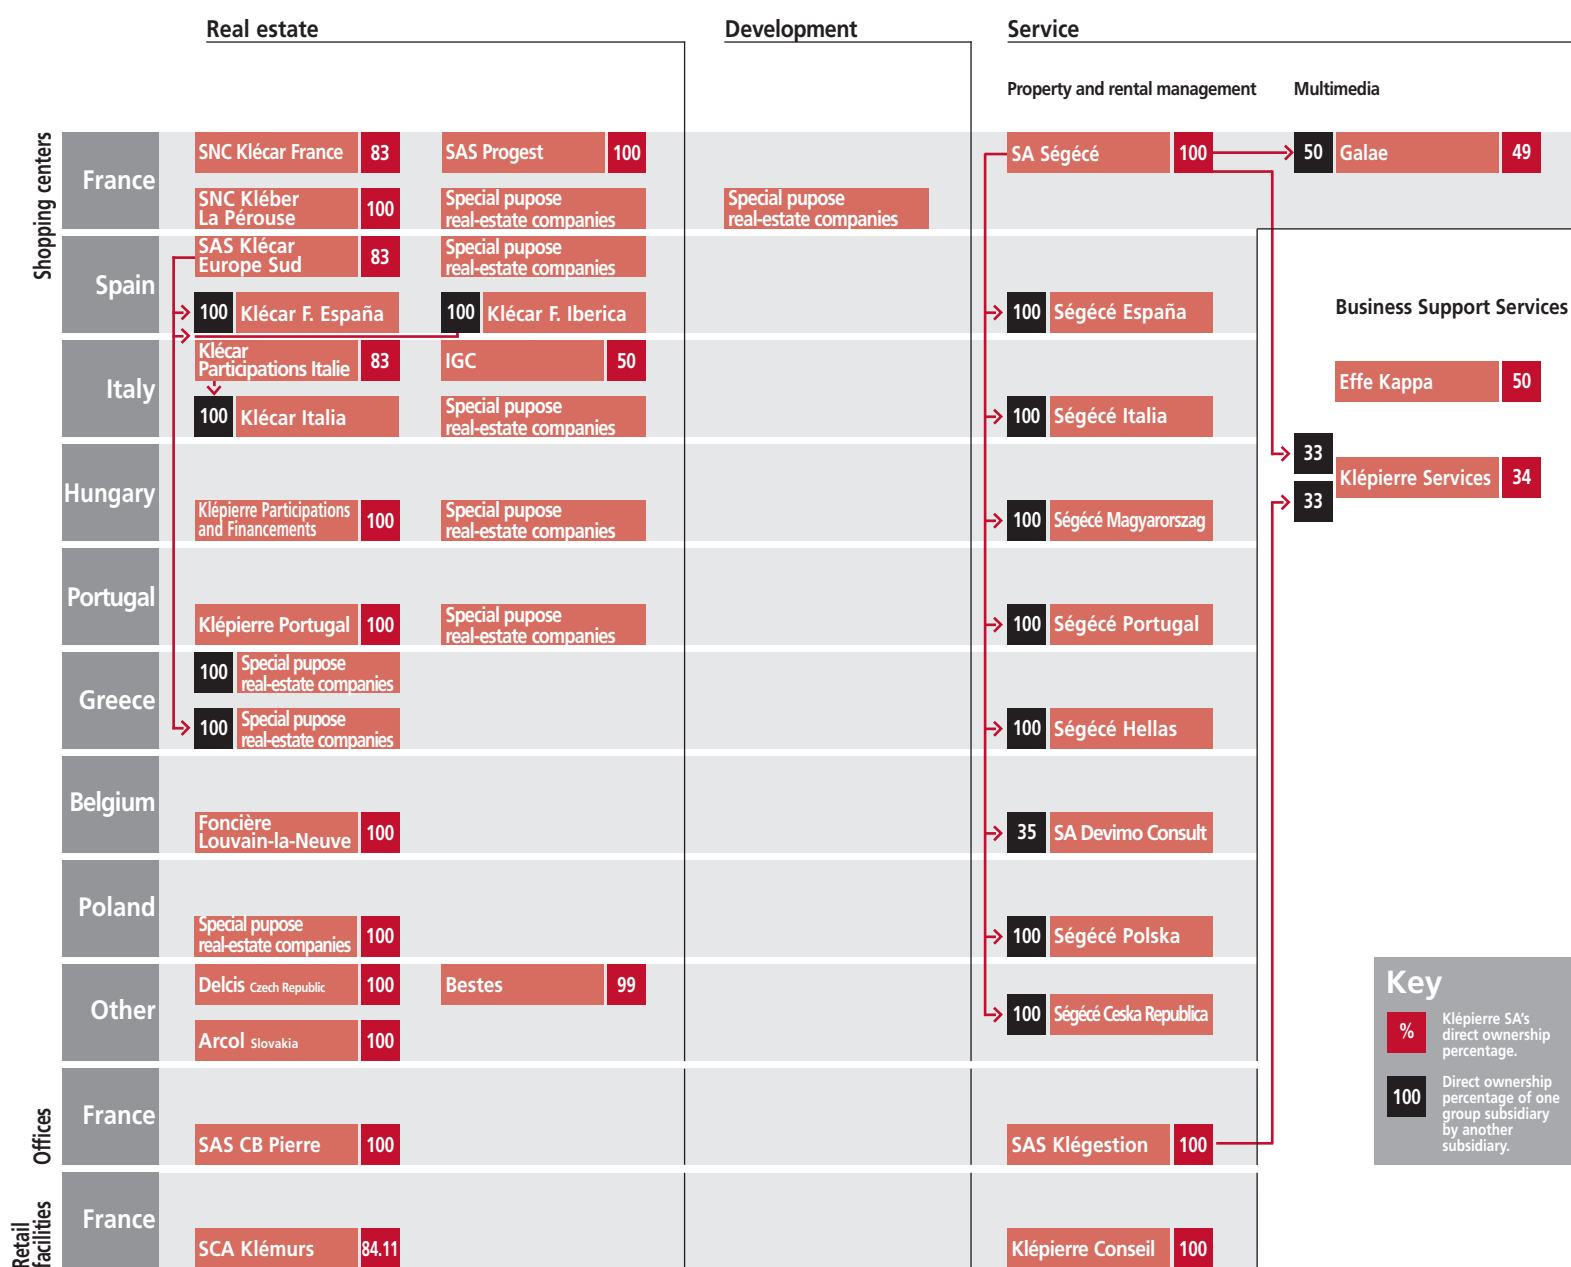 Real estate
Development
Service
Property and rental management
Multimedia
Shopping centers
France
SNC Klécar France 83
SAS Progest 100
SA Ségécé 100
50 Galae 49
SNC Kléber
La Pérouse 100
Special pupose
real-estate companies
Special pupose
real-estate companies
Spain
SAS Klécar
Europe Sud 83
Special pupose
real-estate companies
100 Klécar F. España
100 Klécar F. Iberica
100 Ségécé España
Business Support Services
Italy
Klécar
Participations Italie 83
IGC 50
Effe Kappa 50
100 Klécar Italia
Special pupose
real-estate companies
100 Ségécé Italia
33
Klépierre Services 34
33
Hungary
Klépierre Participations
and Financements 100
Special pupose
real-estate companies
100 Ségécé Magyarorszag
Portugal
Klépierre Portugal 100
Special pupose
real-estate companies
100 Ségécé Portugal
Greece
100 Special pupose
real-estate companies
100 Special pupose
real-estate companies
100 Ségécé Hellas
Belgium
Foncière
Louvain-la-Neuve 100
35 SA Devimo Consult
Poland
Special pupose
real-estate companies 100
100 Ségécé Polska
Other
Delcis Czech Republic 100
Bestes 99
100 Ségécé Ceska Republica
Arcol Slovakia 100
Key
% Klépierre SA's
direct ownership
percentage.
100 Direct ownership
percentage of one
group subsidiary
by another
subsidiary.
Offices
France
SAS CB Pierre 100
SAS Klégestion 100
Retail
facilities
France
SCA Klémurs 84.11
Klépierre Conseil 100